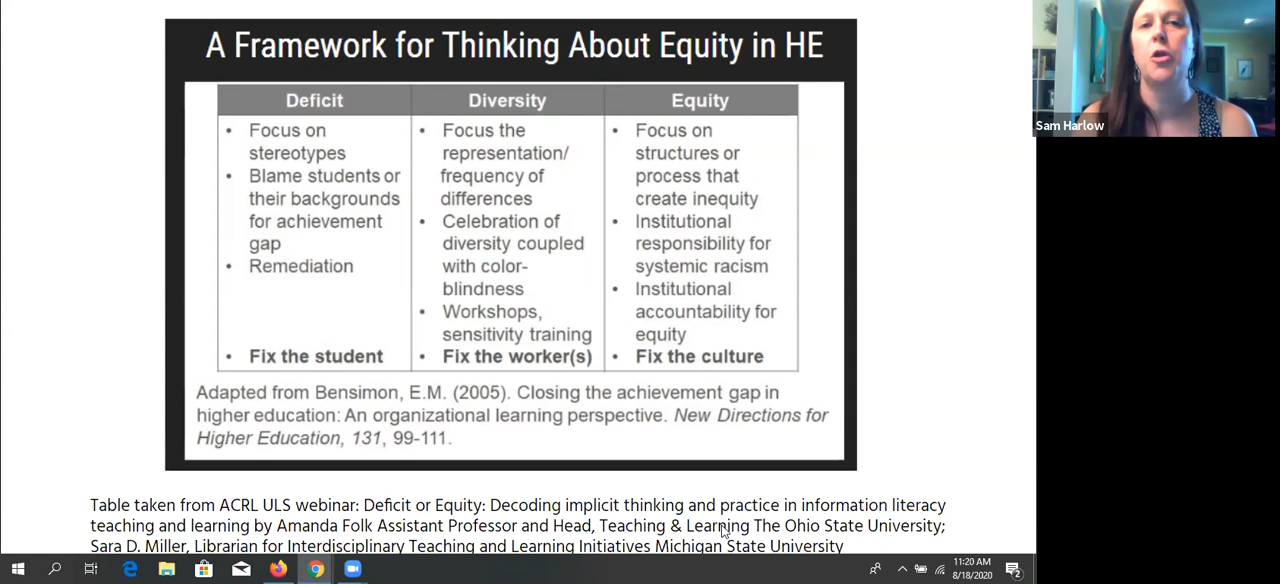 A Framework for Thinking About Equity in HE
Deficit
• Focus on
stereotypes
• Blame students or
their backgrounds
for achievement
gap
• Remediation
• Fix the student
Diversity
• Focus the
representation/
frequency of
differences
• Celebration of
diversity coupled
with color-
blindness
• Workshops,
sensitivity training
• Fix the worker(s)
Equity
• Focus on
structures or
process that
create inequity
• Institutional
responsibility for
systemic racism
• Institutional
accountability for
equity
• Fix the culture
Adapted from Bensimon, E.M. (2005). Closing the achievement gap in
higher education: An organizational learning perspective. New Directions for
Higher Education, 131, 99-111.
Table taken from ACRL ULS webinar: Deficit or Equity: Decoding implicit thinking and practice in information literacy
teaching and learning by Amanda Folk Assistant Professor and Head, Teaching & Learning The Ohio State University;
Sara D. Miller, Librarian for Interdisciplinary Teaching and Learning Initiatives Michigan State University
Sam Harlow
11:20 AM
8/18/2020
2